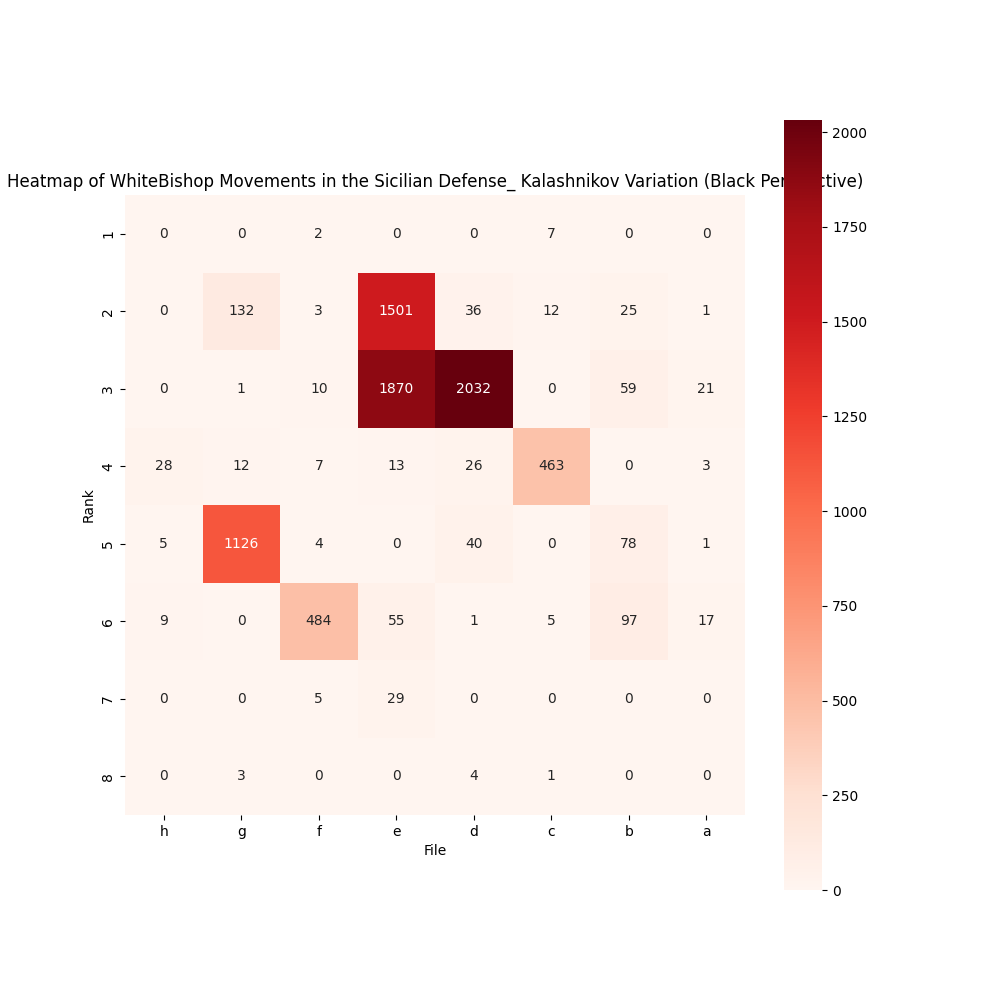 Heatmap of WhiteBishop Movements in the Sicilian Defense_ Kalashnikov Variation (Black Per ctive)
2000
1750
1500
1250
1000
750
500
250
0
Rank
1 0 0 2 0 0 7 0 0
2 0 132 3 1501 36 12 25 1
3 0 1 10 1870 2032 0 59 21
4 28 12 7 13 26 463 0 3
5 5 1126 4 0 40 0 78 1
6 9 0 484 55 1 5 97 17
7 0 0 5 29 0 0 0 0
8 0 3 0 0 4 1 0 0
h g f e d c b a
File